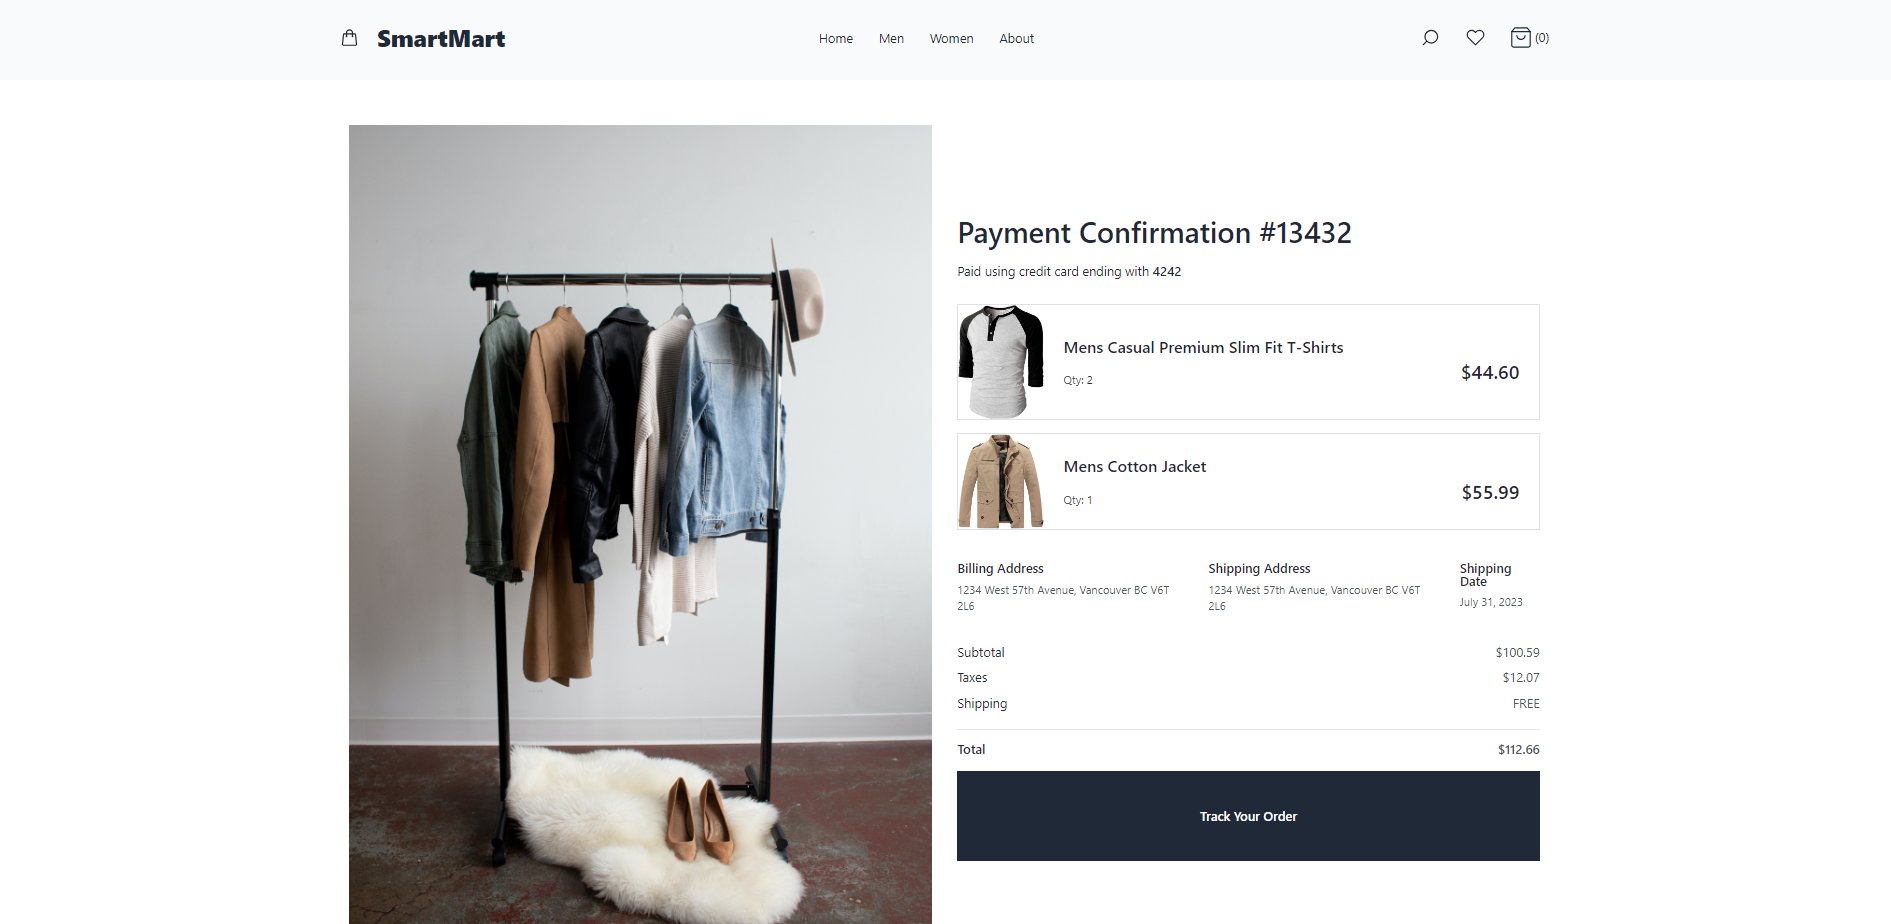 SmartMart
Home Men Women About
(0)
Payment Confirmation #13432
Paid using credit card ending with 4242
Mens Casual Premium Slim Fit T-Shirts
Qty: 2
$44.60
Mens Cotton Jacket
Qty: 1
$55.99
Billing Address
1234 West 57th Avenue, Vancouver BC V6T
2L6
Shipping Address
1234 West 57th Avenue, Vancouver BC V6T
2L6
Shipping
Date
July 31, 2023
Subtotal $100.59
Taxes $12.07
Shipping FREE
Total $112.66
Track Your Order